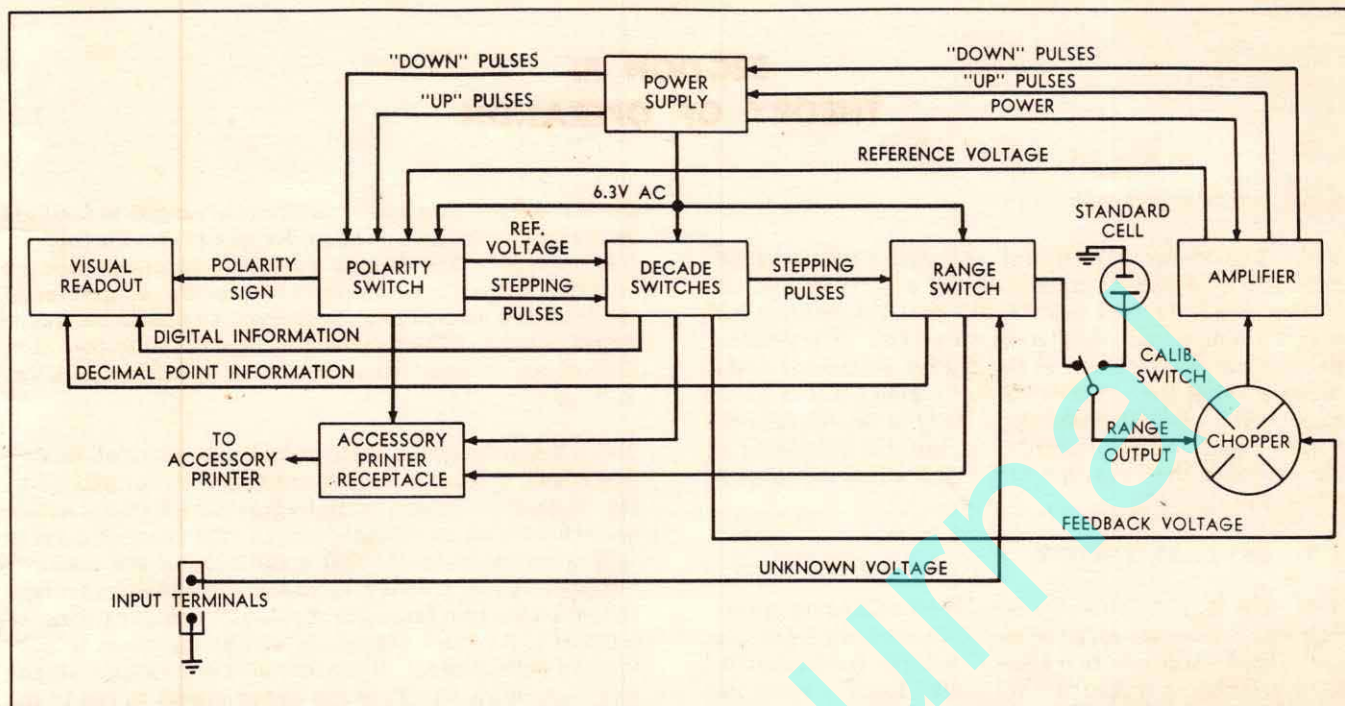 "DOWN" PULSES
"UP" PULSES
POWER
SUPPLY
"DOWN" PULSES
"UP" PULSES
POWER
REFERENCE VOLTAGE
6.3V AC
STANDARD
CELL
VISUAL
READOUT
POLARITY
SIGN
POLARITY
SWITCH
REF.
VOLTAGE
STEPPING
PULSES
DECADE
SWITCHES
STEPPING
PULSES
RANGE
SWITCH
AMPLIFIER
DIGITAL INFORMATION
DECIMAL POINT INFORMATION
CALIB.
SWITCH
TO
ACCESSORY
PRINTER
ACCESSORY
PRINTER
RECEPTACLE
RANGE
OUTPUT
CHOPPER
FEEDBACK VOLTAGE
UNKNOWN VOLTAGE
INPUT TERMINALS
urnal